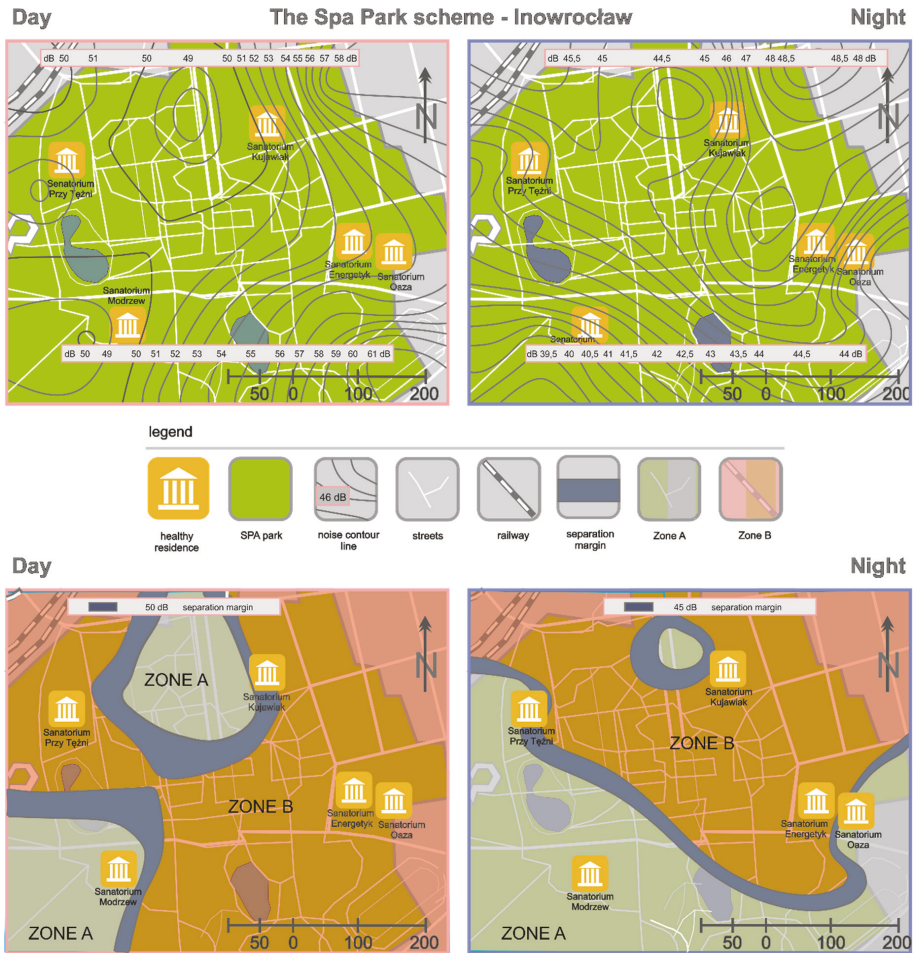 Day
The Spa Park scheme - Inowrocław
Night
dB 50 51 50 49 50 51 52 53 54 55 56 57 58 dB
N
Sanatorium
Kujawiak
Senatorium
Przy Tężni
Sanatorium
Energetyk
Sanatorium
Oaza
Sanatorium
Modrzew
dB 50 49 50 51 52 53 54 55 56 57 58 59 60 61 dB
50 0 100 200
dB 45,5 45 44,5 45 46 47 48 48,5 48,5 48 dB
N
Sanatorium
Kujawiak
Sanatorium
Przy Tężni
Sanatorium
Energetyk
Sanatorium
Oaza
Sanatorium
dB 39,5 40 40,5 41 41,5 42 42,5 43 43,5 44 44,5 44 dB
50 0 100 200
legend
46 dB
healthy
residence
SPA park
noise contour
line
streets
railway
separation
margin
Zone A
Zone B
Day
Night
50 dB separation margin
N
ZONE A
Sanatorium
Kujawiak
Sanatorium
Przy Tężni
ZONE B
Sanatorium
Energetyk
Sanatorium
Oaza
Sanatorium
Modrzew
ZONE A
50 0 100 200
45 dB separation margin
N
Sanatorium
Kujawiak
Sanatorium
Przy Tężni
ZONE B
Sanatorium
Energetyk
Sanatorium
Oaza
Sanatorium
Modrzew
ZONE A
50 0 100 200